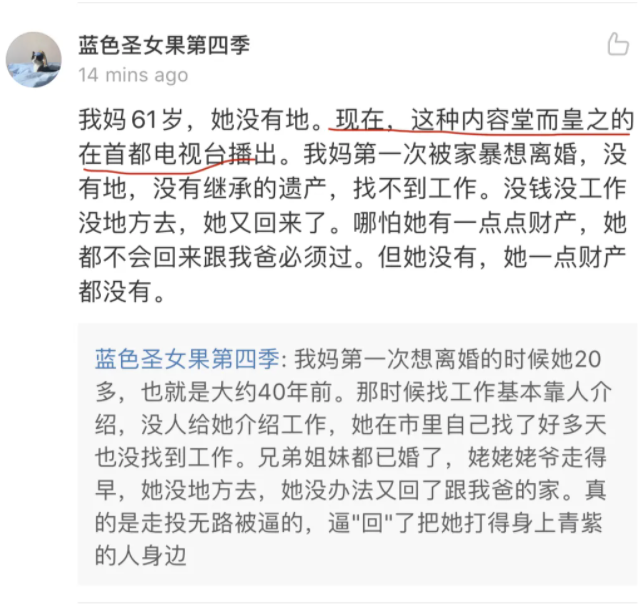 蓝色圣女果第四季
14 mins ago
我妈61岁，她没有地。现在，这种内容堂而皇之的
在首都电视台播出。我妈第一次被家暴想离婚，没
有地，没有继承的遗产，找不到工作。没钱没工作
没地方去，她又回来了。哪怕她有一点点财产，她
都不会回来跟我爸必须过。但她没有，她一点财产
都没有。
蓝色圣女果第四季: 我妈第一次想离婚的时候她20
多，也就是大约40年前。那时候找工作基本靠人介
绍，没人给她介绍工作，她在市里自己找了好多天
也没找到工作。兄弟姐妹都已婚了，姥姥姥爷走得
早，她没地方去，她没办法又回了跟我爸的家。真
的是走投无路被逼的，逼"回"了把她打得身上青紫
的人身边